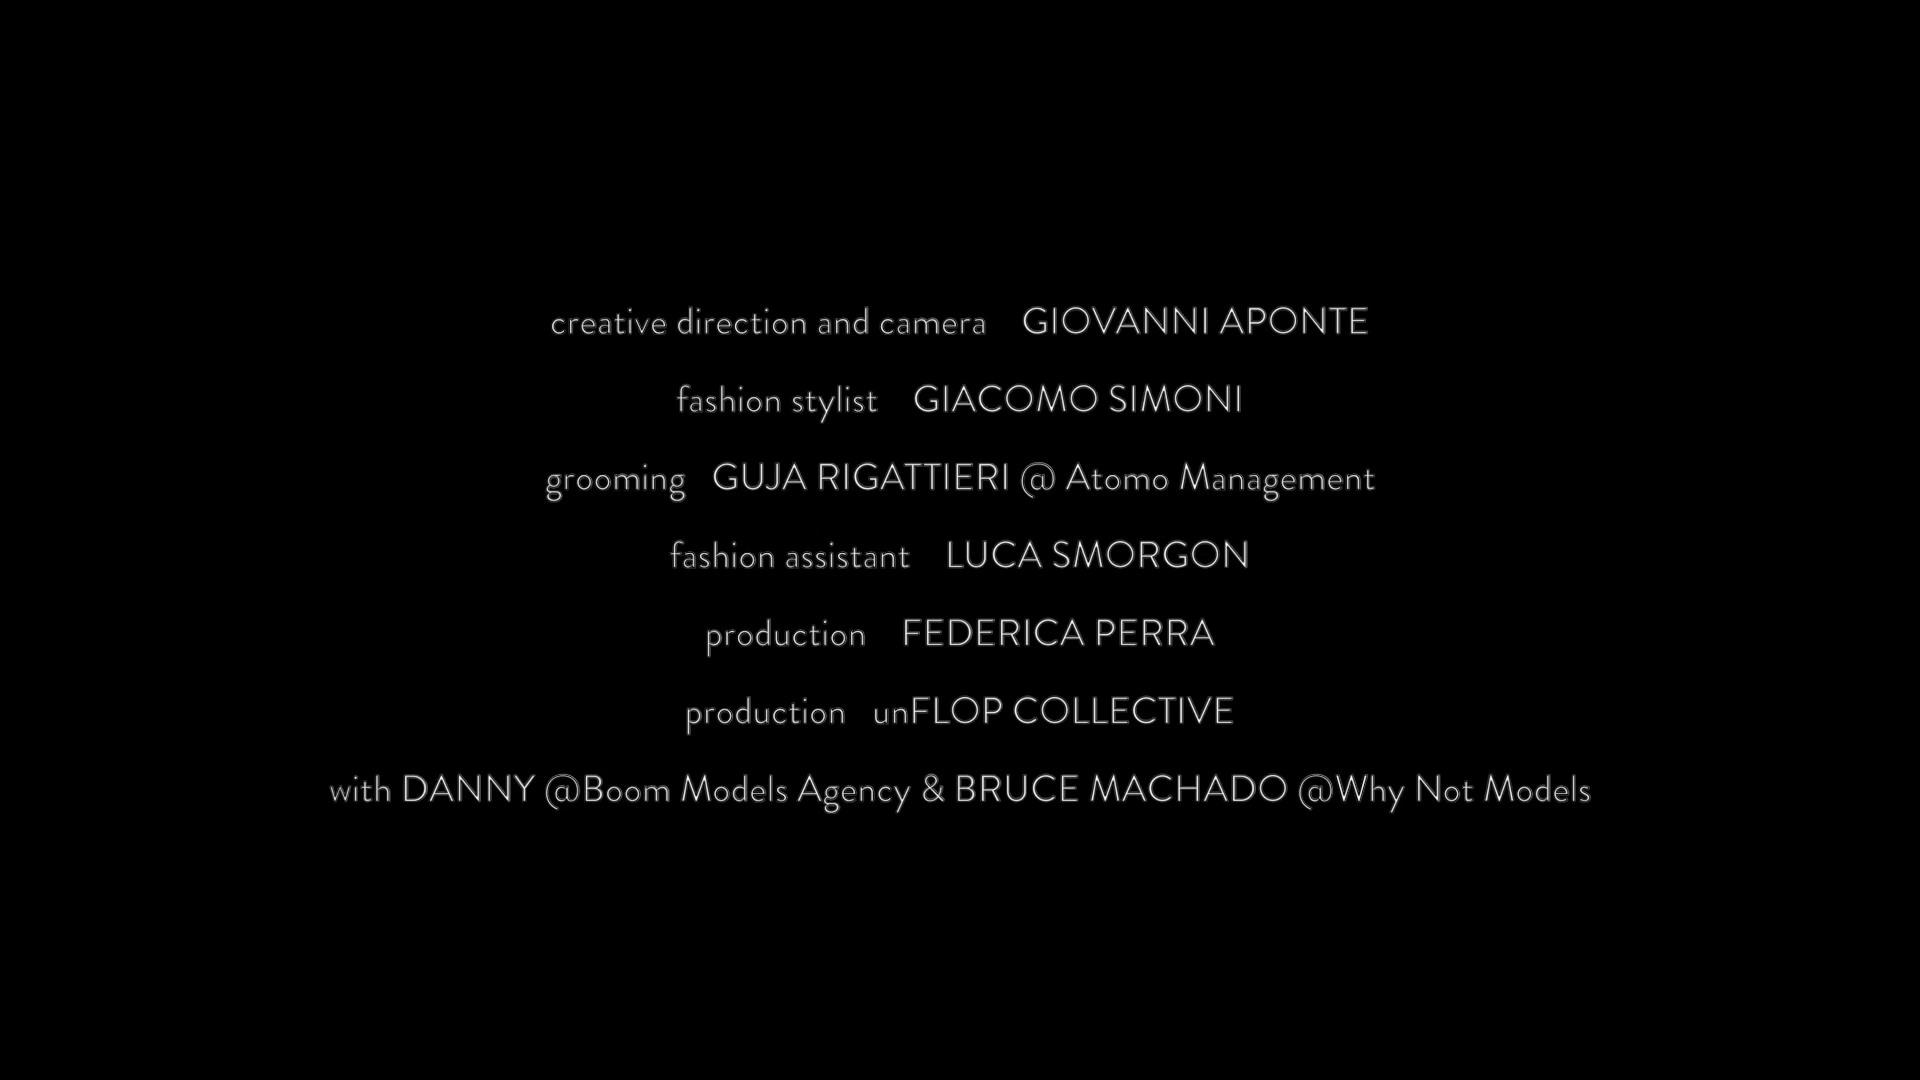 creative direction and camera GIOVANNI APONTE
fashion stylist GIACOMO SIMONI
grooming GUJA RIGATTIERI @ Atomo Management
fashion assistant LUCA SMORGON
production FEDERICA PERRA
production unFLOP COLLECTIVE
with DANNY @Boom Models Agency & BRUCE MACHADO @Why Not Models